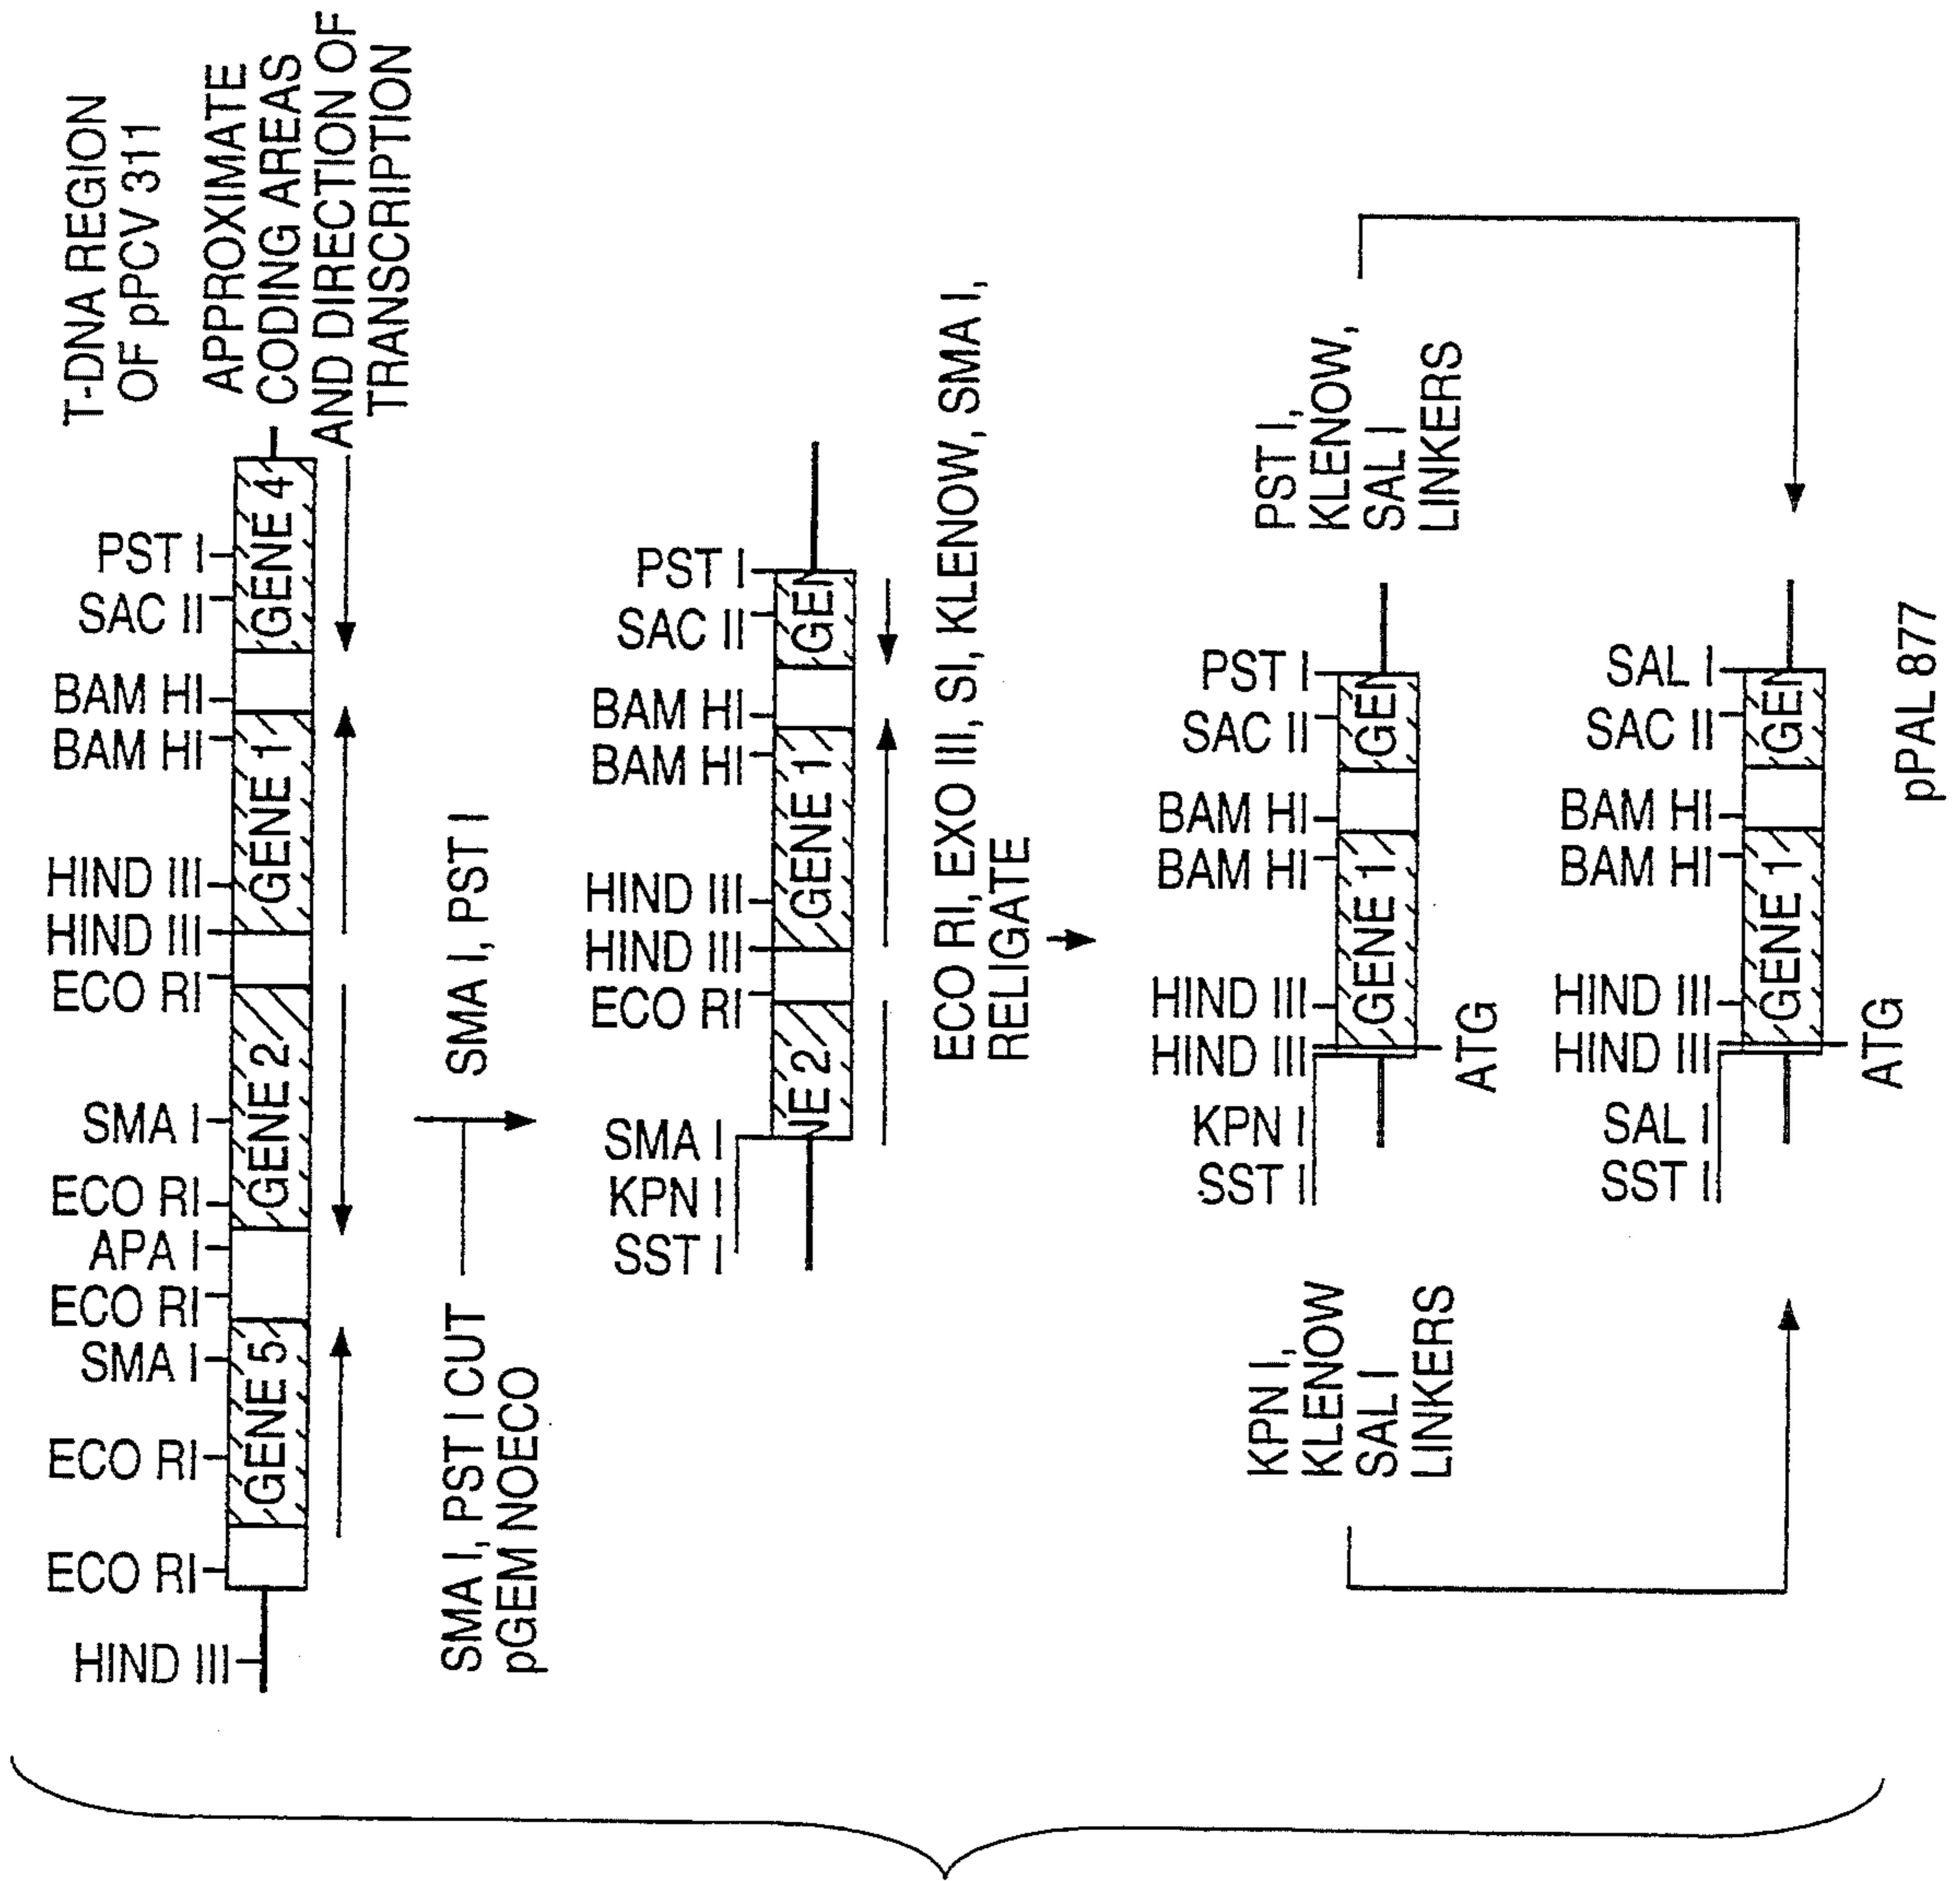 T-DNA REGION
OF pPCV 311
APPROXIMATE
CODING AREAS
AND DIRECTION OF
TRANSCRIPTION
HIND III
ECO RI
ECO RI
SMA I
ECO RI
APA I
ECO RI
SMA I
ECO RI
HIND III
HIND III
BAM HI
BAM HI
SAC II
PST I
GENE 5
GENE 2
GENE 1
GENE 4
SMA I, PST I CUT
pGEM NOECO
SMA I, PST I
SST I
KPN I
SMA I
ECO RI
HIND III
HIND III
BAM HI
BAM HI
SAC II
PST I
NE 2
GENE 1
GEN
ECO RI, EXO III, SI, KLENOW, SMA I,
RELIGATE
SST I
KPN I
HIND III
HIND III
BAM HI
BAM HI
SAC II
PST I
GENE 1
GEN
ATG
KPN I,
KLENOW
SAL I
LINKERS
PST I,
KLENOW,
SAL I
LINKERS
SST I
SAL I
HIND III
HIND III
BAM HI
BAM HI
SAC II
SAL I
GENE 1
GEN
ATG
pPAL 877